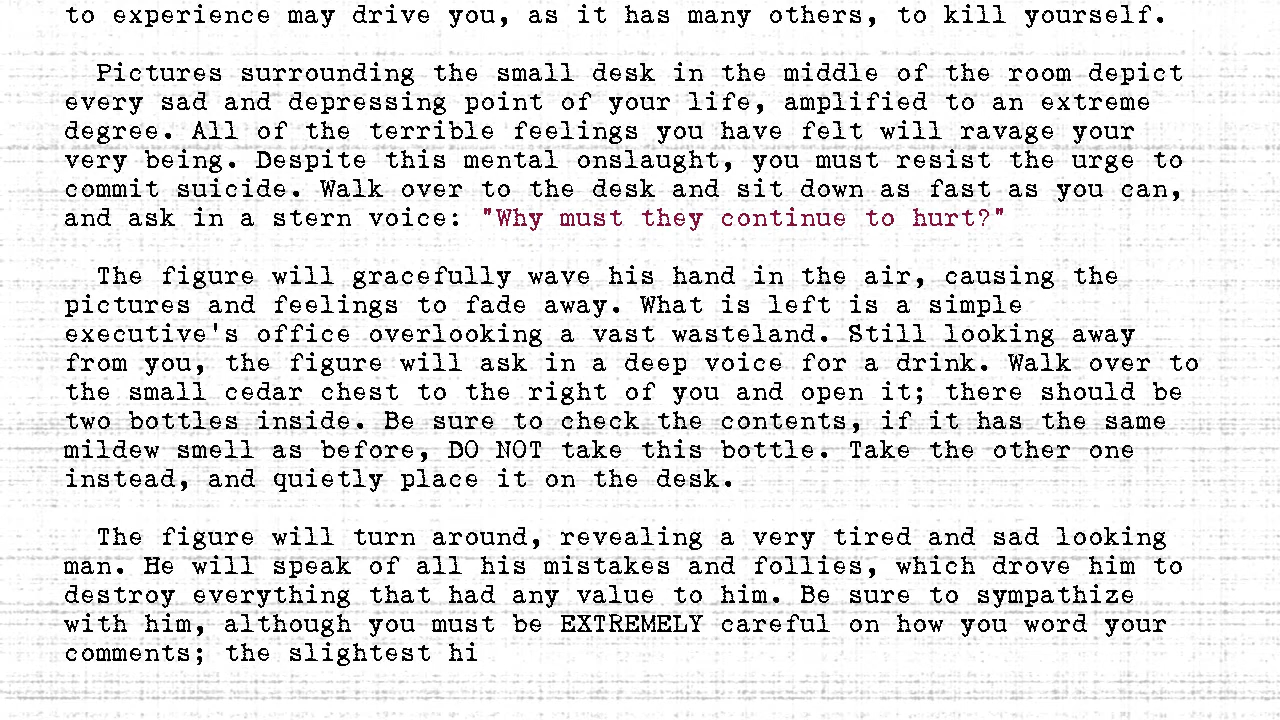 to experience may drive you, as it has many others, to kill yourself.
Pictures surrounding the small desk in the middle of the room depict
every sad and depressing point of your life, amplified to an extreme
degree. All of the terrible feelings you have felt will ravage your
very being. Despite this mental onslaught, you must resist the urge to
commit suicide. Walk over to the desk and sit down as fast as you can,
and ask in a stern voice: "Why must they continue to hurt?"
The figure will gracefully wave his hand in the air, causing the
pictures and feelings to fade away. What is left is a simple
executive's office overlooking a vast wasteland. Still looking away
from you, the figure will ask in a deep voice for a drink. Walk over to
the small cedar chest to the right of you and open it; there should be
two bottles inside. Be sure to check the contents, if it has the same
mildew smell as before, DO NOT take this bottle. Take the other one
instead, and quietly place it on the desk.
The figure will turn around, revealing a very tired and sad looking
man. He will speak of all his mistakes and follies, which drove him to
destroy everything that had any value to him. Be sure to sympathize
with him, although you must be EXTREMELY careful on how you word your
comments; the slightest hi